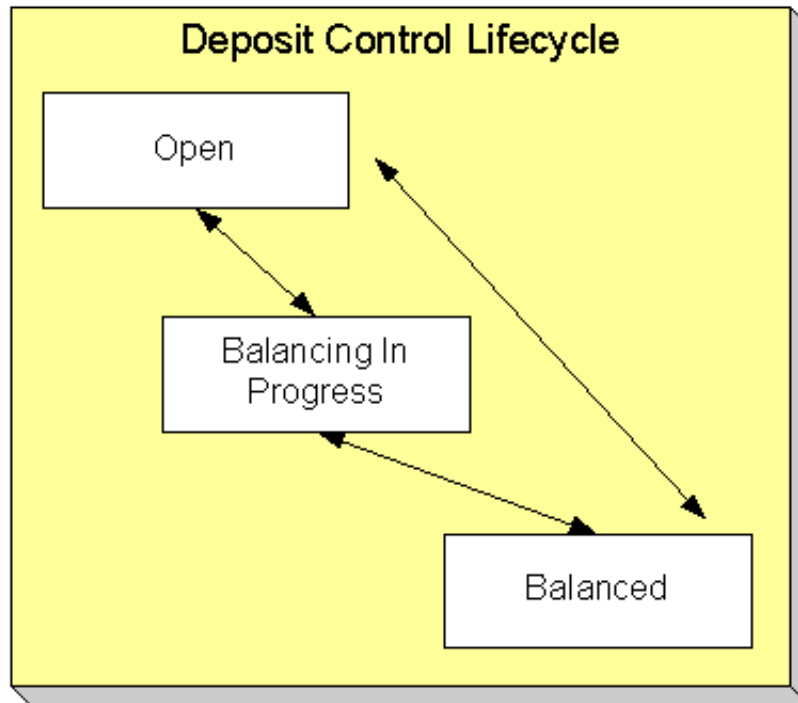 Deposit Control Lifecycle
Open
Balancing In
Progress
Balanced